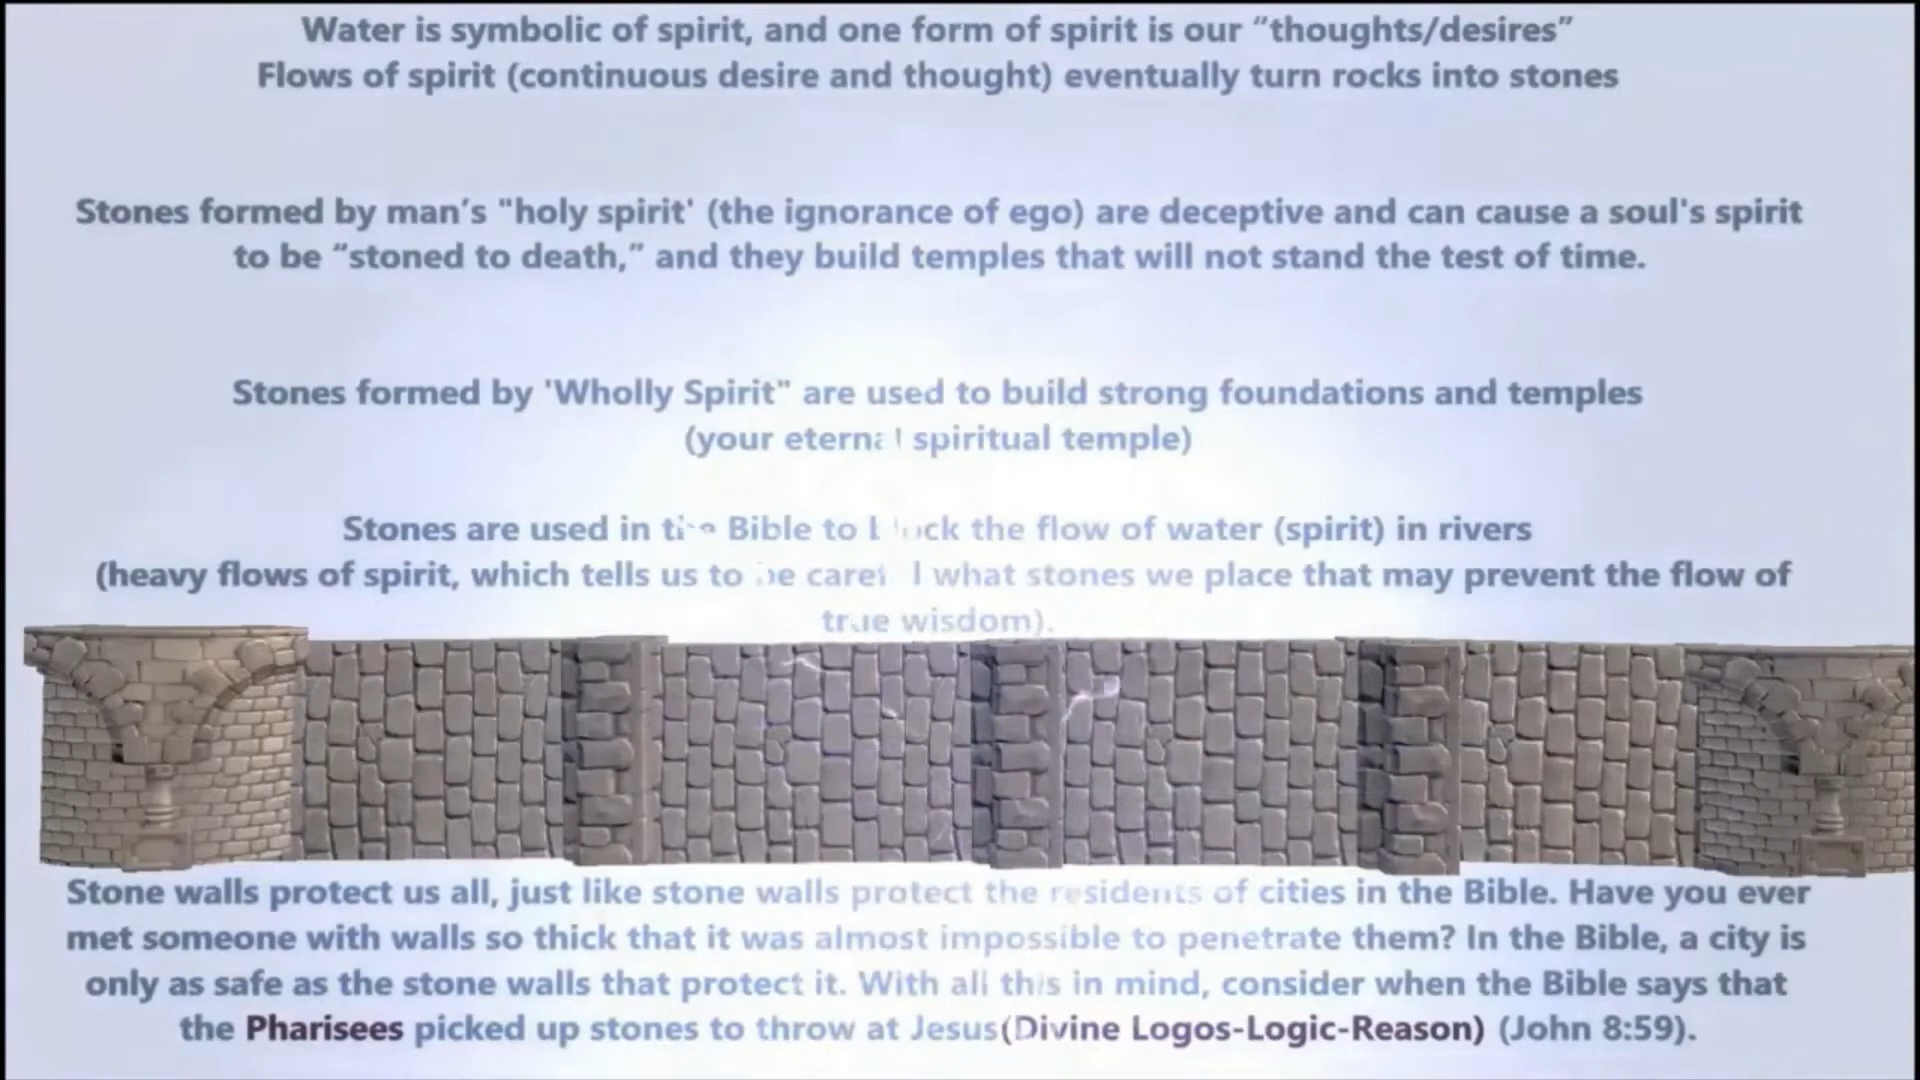 Water is symbolic of spirit, and one form of spirit is our “thoughts/desires”
Flows of spirit (continuous desire and thought) eventually turn rocks into stones
Stones formed by man’s "holy spirit' (the ignorance of ego) are deceptive and can cause a soul's spirit
to be “stoned to death,” and they build temples that will not stand the test of time.
Stones formed by 'Wholly Spirit" are used to build strong foundations and temples
(your eternal spiritual temple)
Stones are used in the Bible to block the flow of water (spirit) in rivers
(heavy flows of spirit, which tells us to be careful what stones we place that may prevent the flow of
true wisdom).
Stone walls protect us all, just like stone walls protect the residents of cities in the Bible. Have you ever
met someone with walls so thick that it was almost impossible to penetrate them? In the Bible, a city is
only as safe as the stone walls that protect it. With all this in mind, consider when the Bible says that
the Pharisees picked up stones to throw at Jesus(Divine Logos-Logic-Reason) (John 8:59).